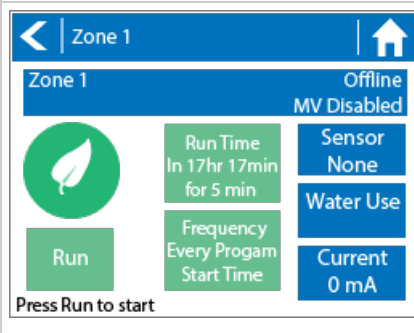 Zone 1
Zone 1
Offline
MV Disabled
Run Time
In 17hr 17min
for 5 min
Sensor
None
Water Use
Run
Frequency
Every Progam
Start Time
Current
0 mA
Press Run to start